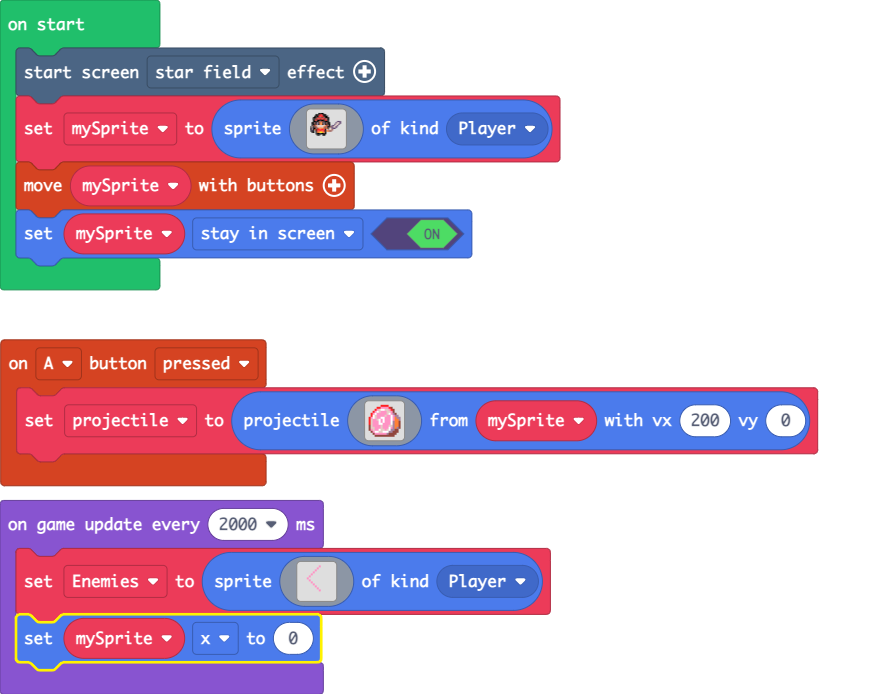 on start
start screen star field effect
set mySprite to sprite of kind Player
move mySprite with buttons
set mySprite stay in screen ON
on A button pressed
set projectile to projectile from mySprite with vx 200 vy 0
on game update every 2000 ms
set Enemies to sprite of kind Player
set mySprite x to 0